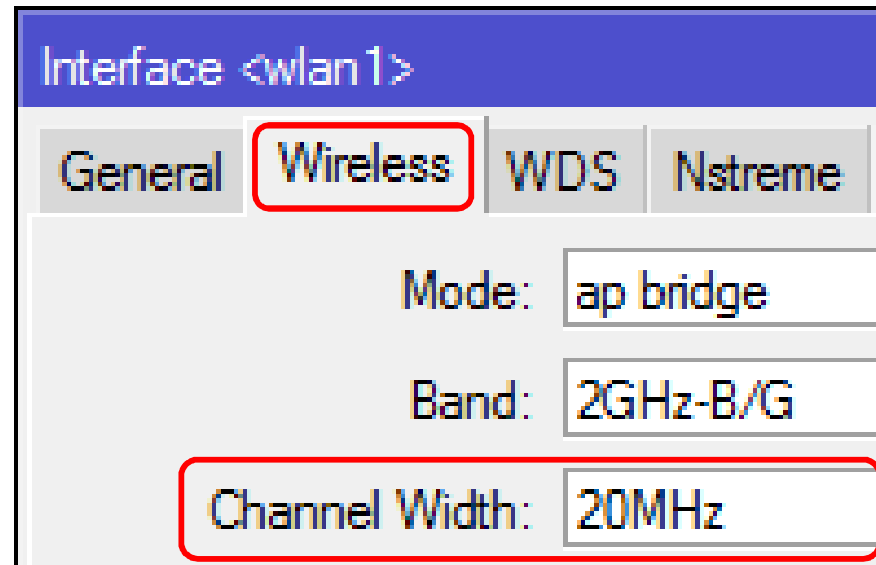 Interface <wlan1>
General Wireless WDS Nstreme
Mode: ap bridge
Band: 2GHz-B/G
Channel Width: 20MHz